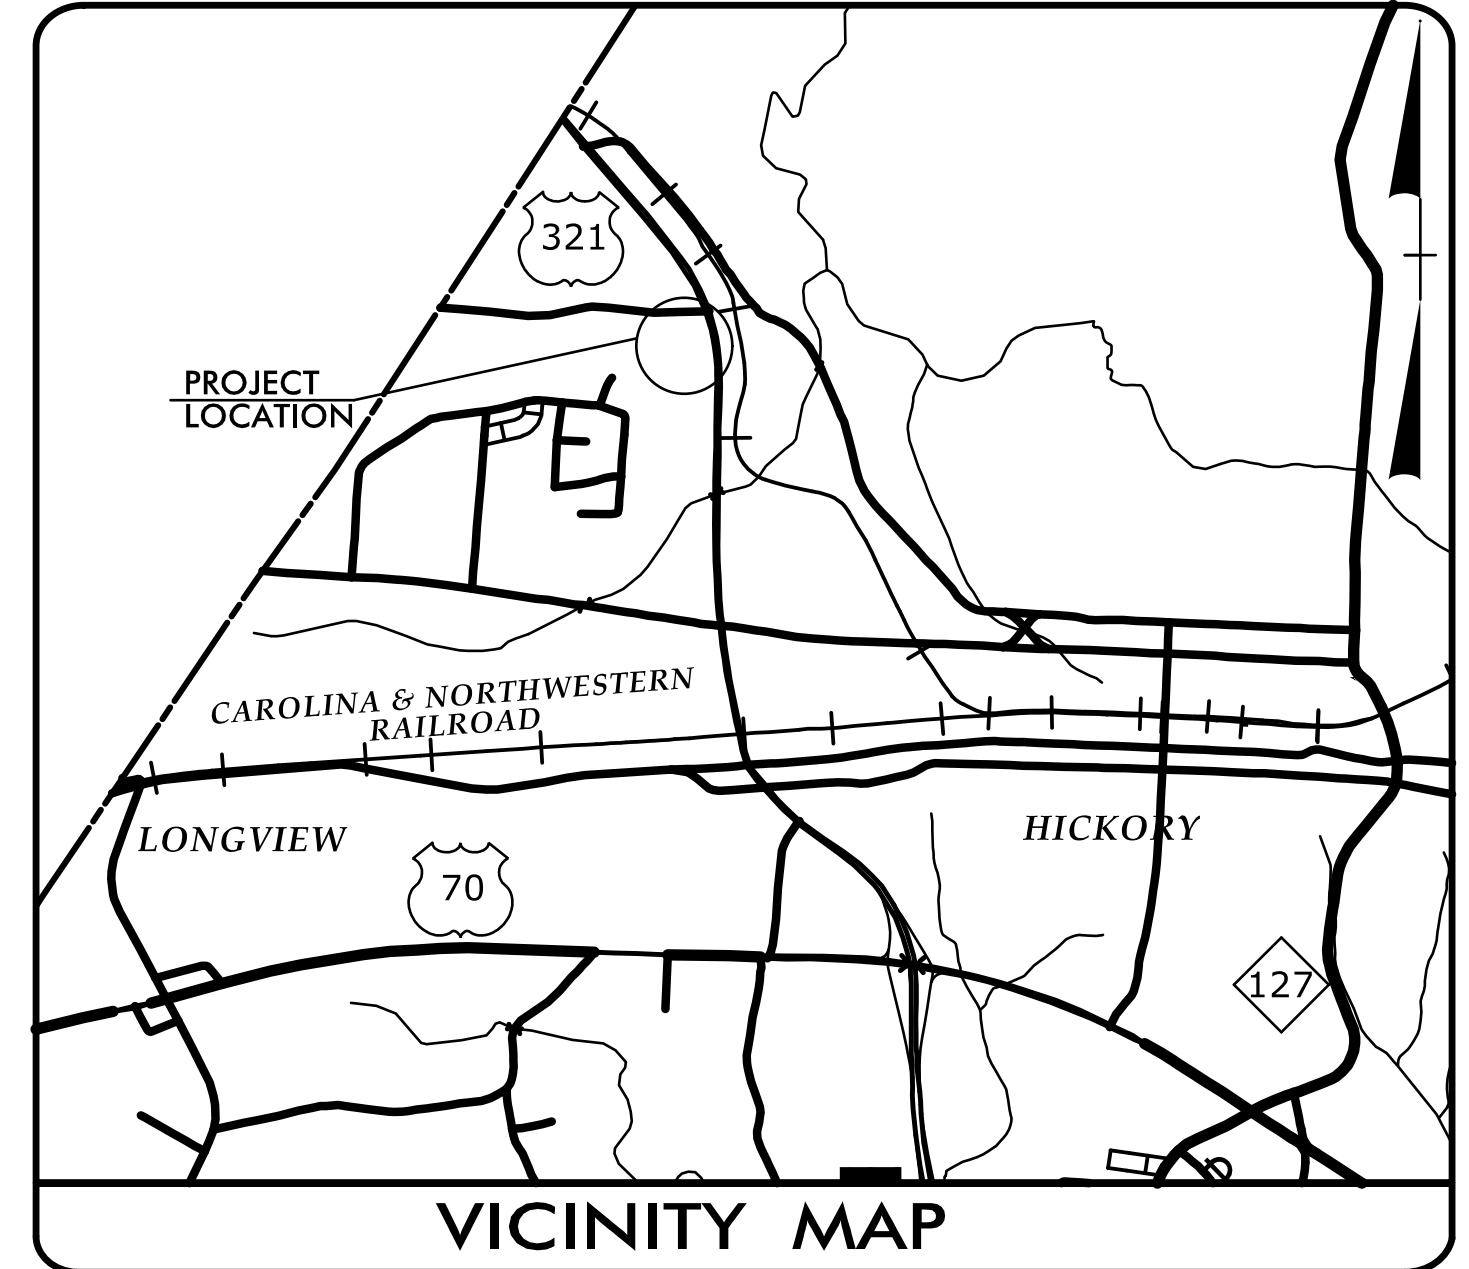 321
PROJECT
LOCATION
CAROLINA & NORTHWESTERN
RAILROAD
LONGVIEW
HICKORY
70
127
VICINITY MAP